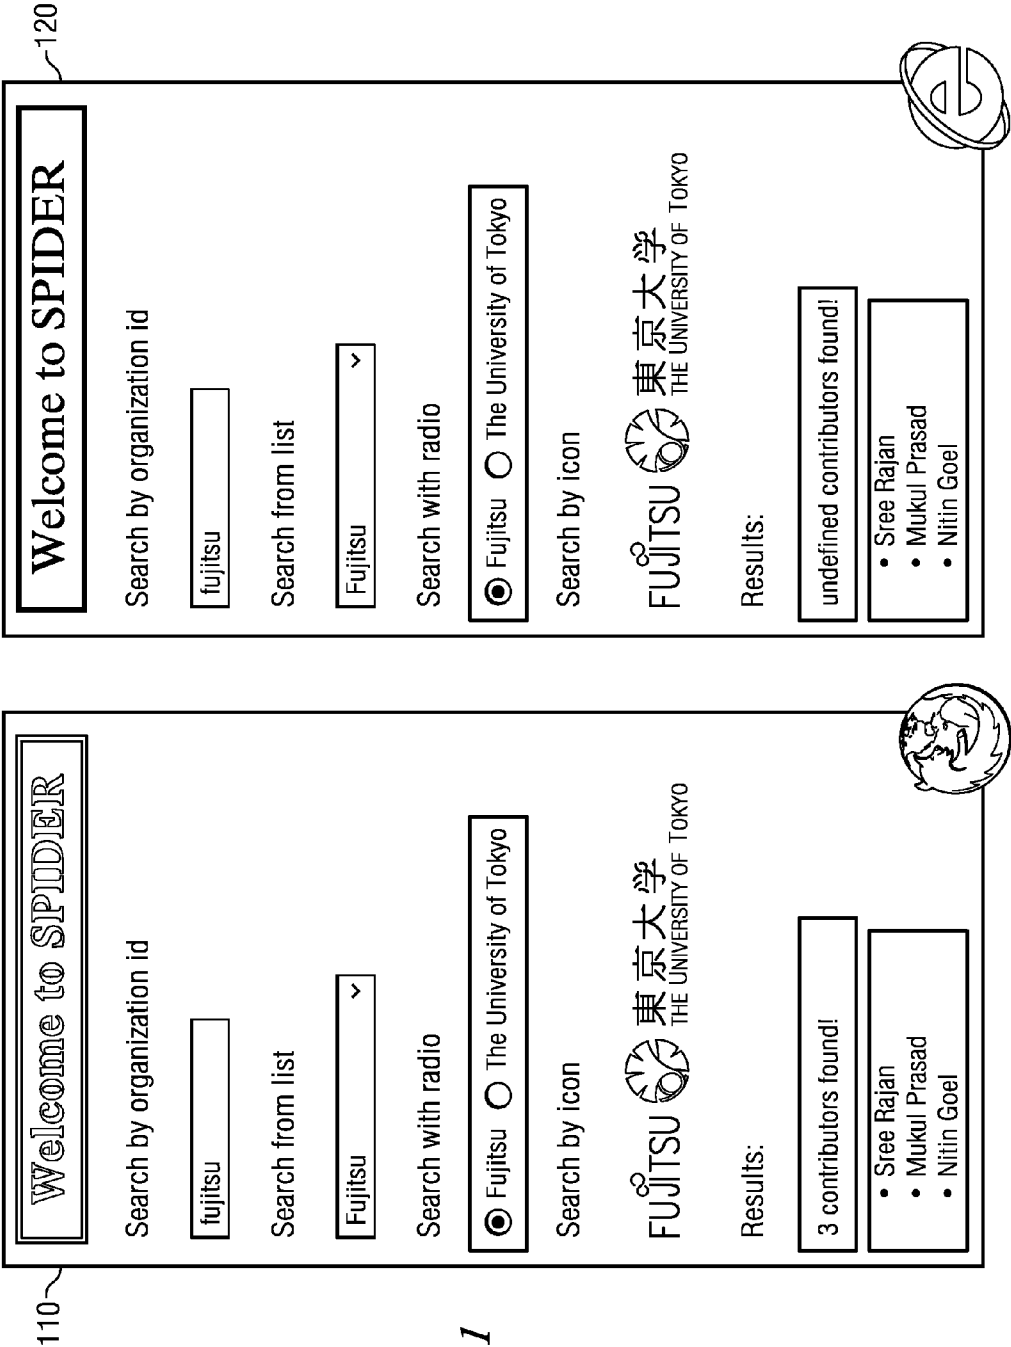 110
Welcome to SPIDER
Search by organization id
fujitsu
Search from list
Fujitsu
Search with radio
Fujitsu The University of Tokyo
Search by icon
FUJITSU 東京大学
THE UNIVERSITY OF TOKYO
Results:
3 contributors found!
• Sree Rajan
• Mukul Prasad
• Nitin Goel
120
Welcome to SPIDER
Search by organization id
fujitsu
Search from list
Fujitsu
Search with radio
Fujitsu The University of Tokyo
Search by icon
FUJITSU 東京大学
THE UNIVERSITY OF TOKYO
Results:
undefined contributors found!
• Sree Rajan
• Mukul Prasad
• Nitin Goel
1